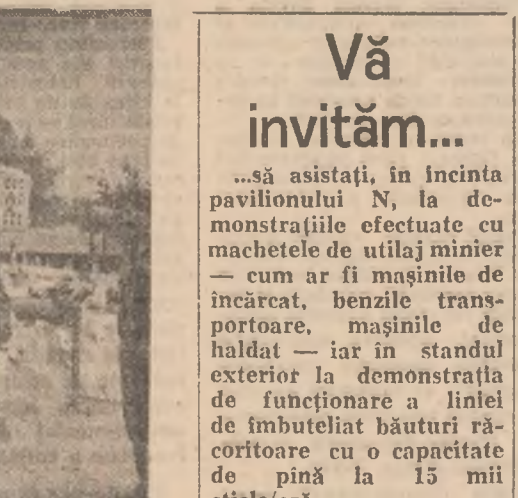 Vă
invităm...
...să asistați, în incinta
pavilionului N, la de-
monstrațiile efectuate cu
machetele de utilaj minier
— cum ar fi mașinile de
încărcat, benzile trans-
portoare, mașinile de
haldat — iar în standul
exterior la demonstrația
de funcționare a liniei
de îmbuteliat băuturi ră-
coritoare cu o capacitate
de pînă la 15 mii